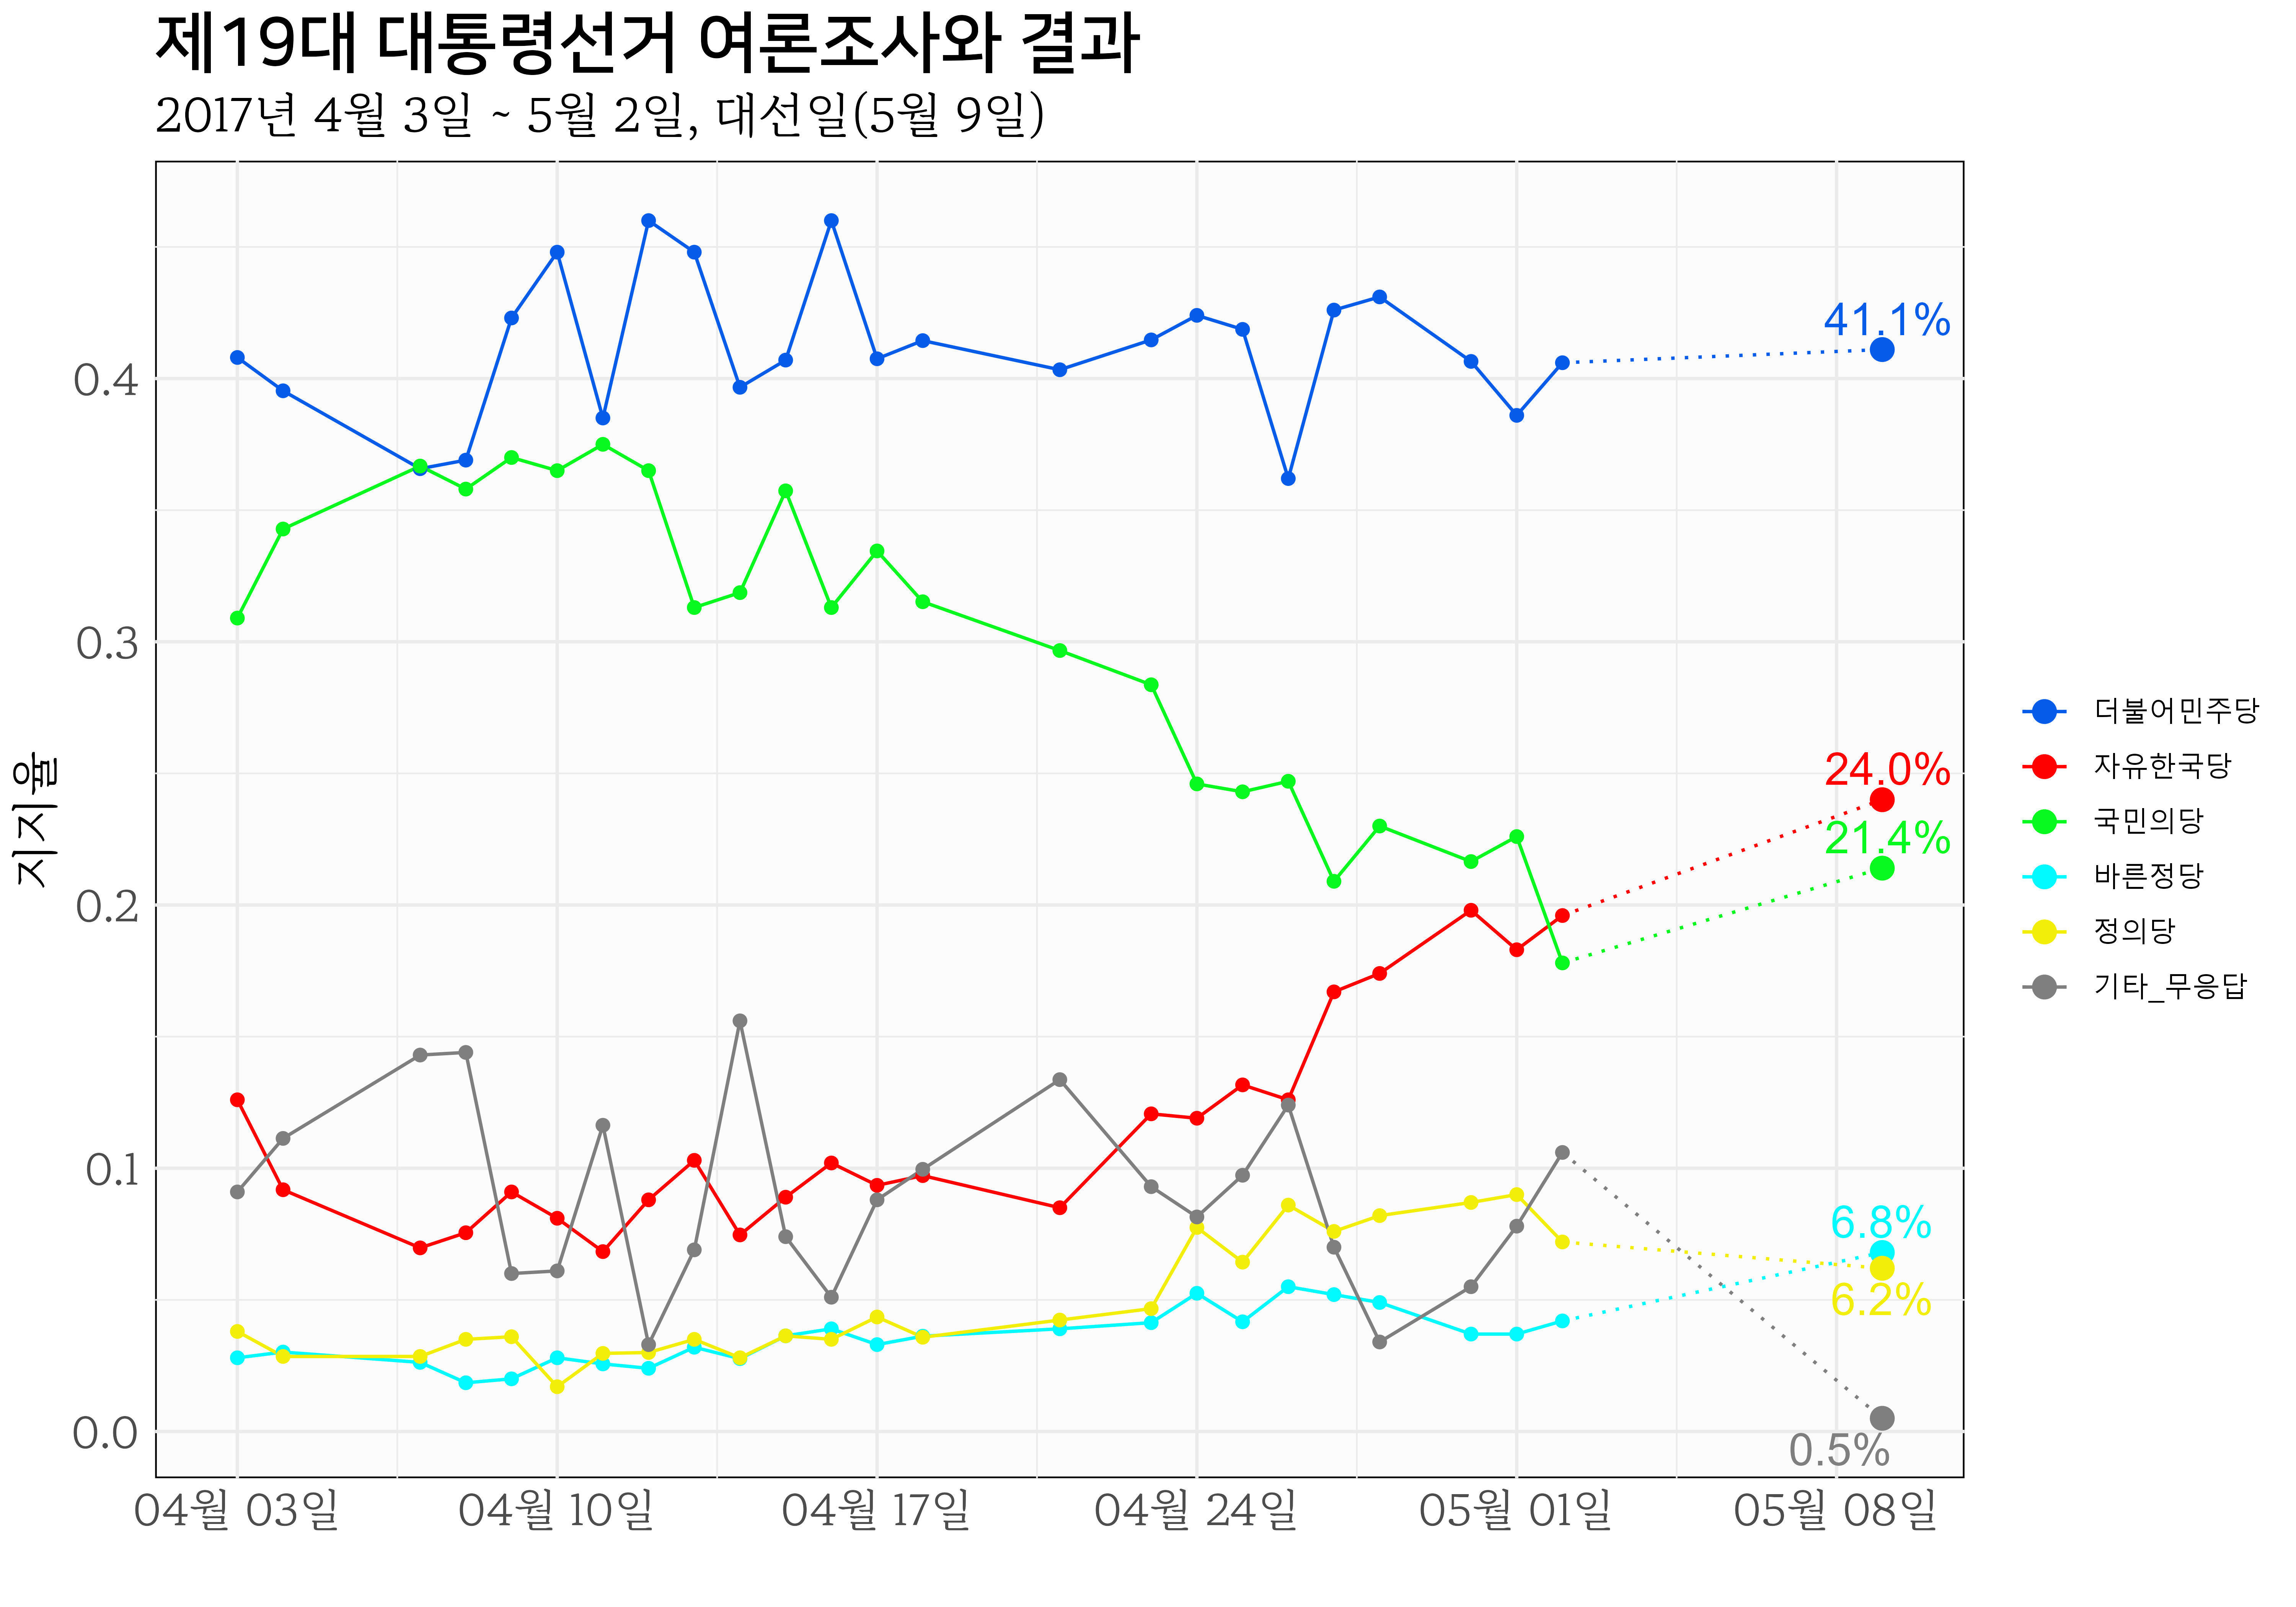 제19대 대통령선거 여론조사와 결과
2017년 4월 3일 ~ 5월 2일, 대선일(5월 9일)
지지율
0.4
0.3
0.2
0.1
0.0
41.1%
24.0%
21.4%
6.8%
6.2%
0.5%
04월 03일 04월 10일 04월 17일 04월 24일 05월 01일 05월 08일
더불어민주당
자유한국당
국민의당
바른정당
정의당
기타_무응답